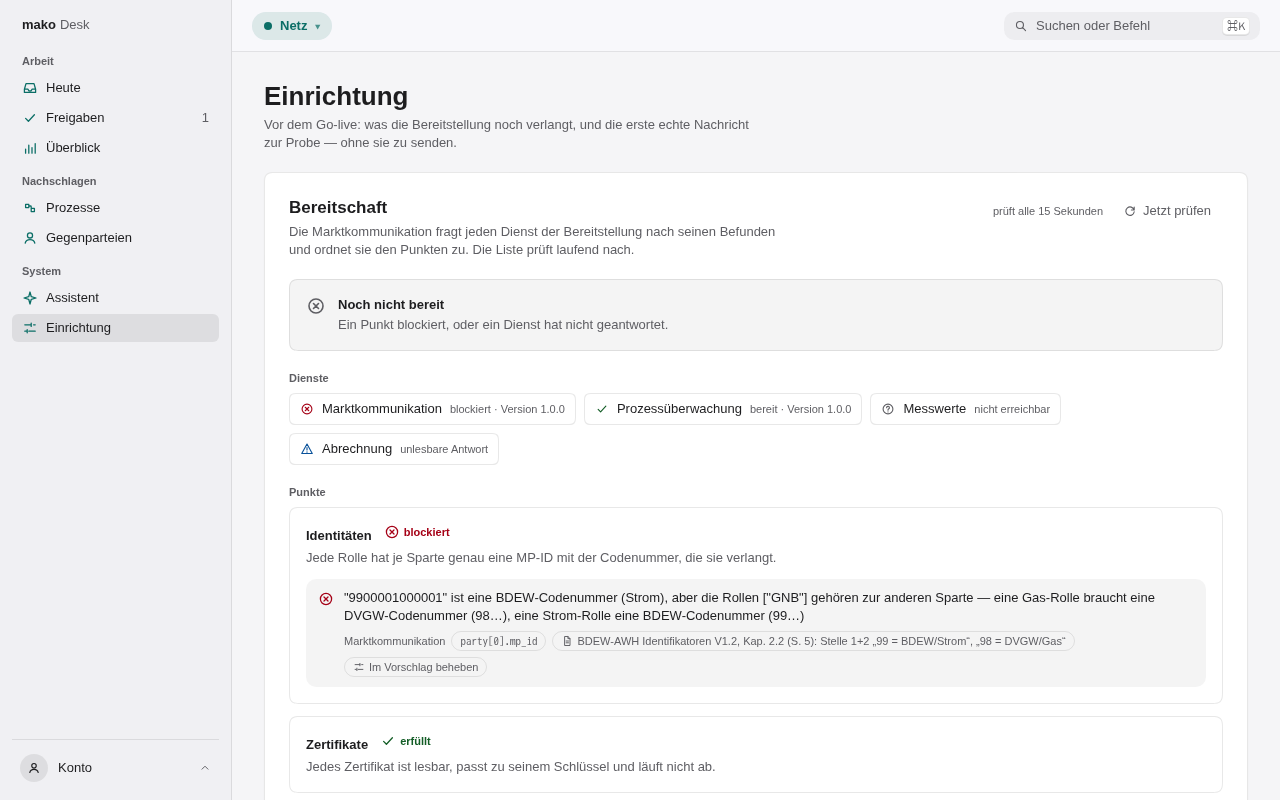 mako Desk
Arbeit
Heute
Freigaben 1
Überblick
Nachschlagen
Prozesse
Gegenparteien
System
Assistent
Einrichtung
Konto
Netz
Suchen oder Befehl ⌘K
Einrichtung
Vor dem Go-live: was die Bereitstellung noch verlangt, und die erste echte Nachricht
zur Probe — ohne sie zu senden.
Bereitschaft
prüft alle 15 Sekunden Jetzt prüfen
Die Marktkommunikation fragt jeden Dienst der Bereitstellung nach seinen Befunden
und ordnet sie den Punkten zu. Die Liste prüft laufend nach.
Noch nicht bereit
Ein Punkt blockiert, oder ein Dienst hat nicht geantwortet.
Dienste
Marktkommunikation blockiert · Version 1.0.0
Prozessüberwachung bereit · Version 1.0.0
Messwerte nicht erreichbar
Abrechnung unlesbare Antwort
Punkte
Identitäten blockiert
Jede Rolle hat je Sparte genau eine MP-ID mit der Codenummer, die sie verlangt.
"9900001000001" ist eine BDEW-Codenummer (Strom), aber die Rollen ["GNB"] gehören zur anderen Sparte — eine Gas-Rolle braucht eine
DVGW-Codenummer (98…), eine Strom-Rolle eine BDEW-Codenummer (99…)
Marktkommunikation party[0].mp_id BDEW-AWH Identifikatoren V1.2, Kap. 2.2 (S. 5): Stelle 1+2 „99 = BDEW/Strom“, „98 = DVGW/Gas“
Im Vorschlag beheben
Zertifikate erfüllt
Jedes Zertifikat ist lesbar, passt zu seinem Schlüssel und läuft nicht ab.